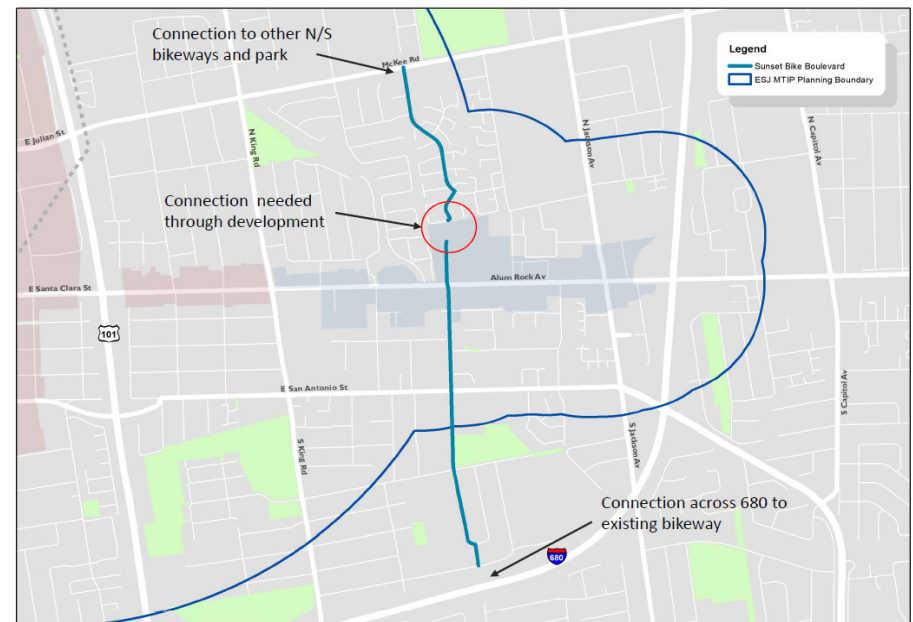 Connection to other N/S
bikeways and park
McKee Rd
Legend
Sunset Bike Boulevard
ESJ MTIP Planning Boundary
E Julian St
N King Rd
N Jackson Av
N Capitol Av
Connection needed
through development
Alum Rock Av
E Santa Clara St
101
E San Antonio St
S King Rd
S Jackson Av
S Capitol Av
Connection across 680 to
existing bikeway
680